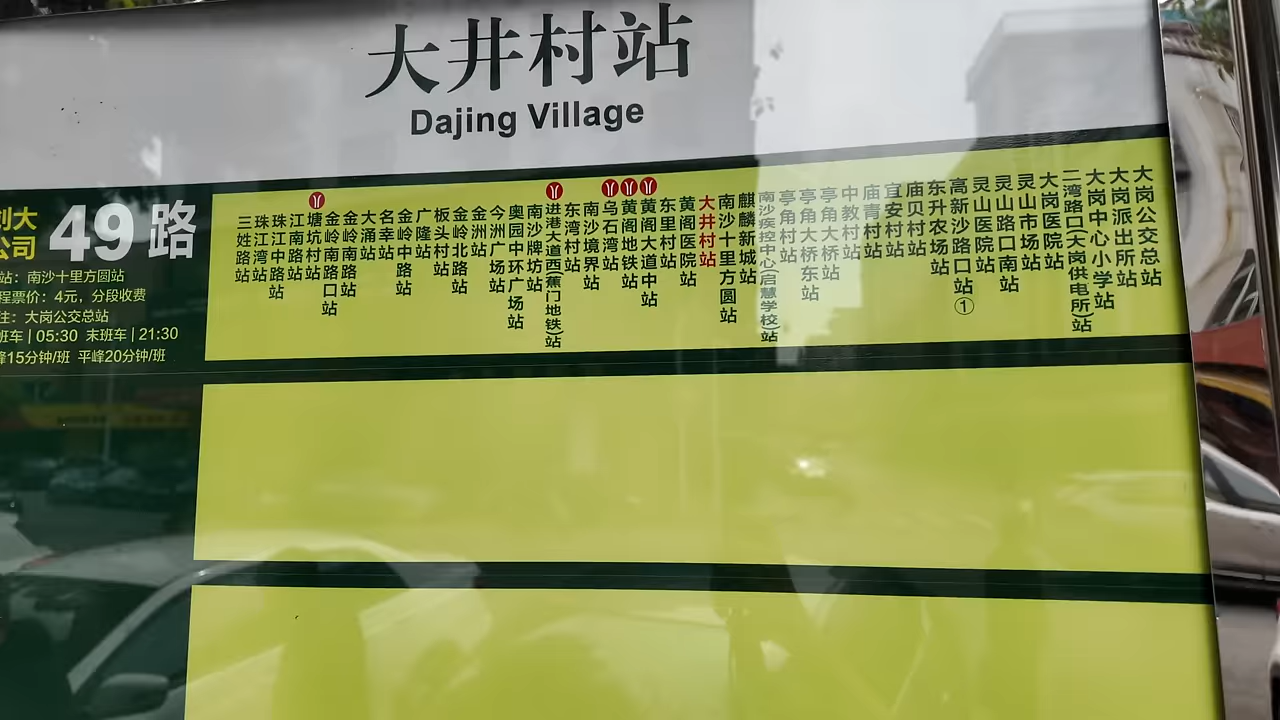 大井村站
Dajing Village
大
公司
49路
站：南沙十里方圆站
程票价：4元，分段收费
往：大岗公交总站
班车 | 05:30 末班车 | 21:30
峰15分钟/班 平峰20分钟/班
三姓路站
珠江湾站
珠江中路站
江南路站
塘坑村站
金岭南路口站
金岭南路站
大涌站
名幸站
金岭中路站
广隆站
板头村站
金岭北路站
金洲站
今洲广场站
奥园中环广场站
南沙牌坊站
进港大道西(蕉门地铁)站
东湾村站
南沙境界站
乌石湾站
黄阁地铁站
黄阁大道中站
东里村站
黄阁医院站
大井村站
南沙十里方圆站
麒麟新城站
南沙疾控中心(启慧学校)站
亭角村站
亭角大桥东站
亭角大桥站
中教村站
庙青村站
宜安村站
庙贝村站
东升农场站
高新沙路口站①
灵山医院站
灵山路口南站
灵山市场站
大岗医院站
二湾路口(大岗供电所)站
大岗中心小学站
大岗派出所站
大岗公交总站